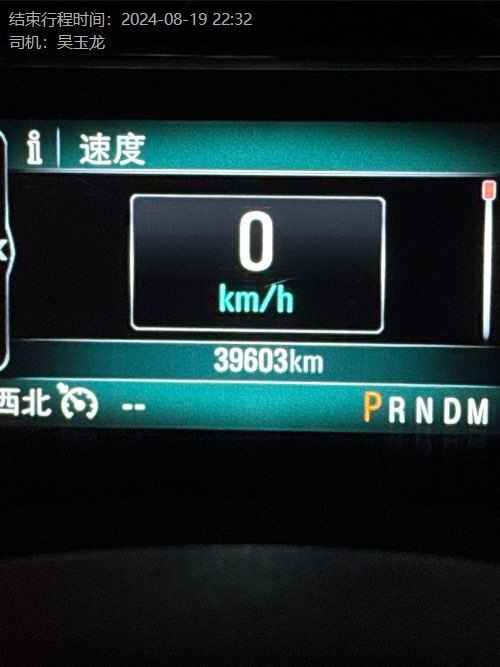 结束行程时间：2024-08-19 22:32
司机：吴玉龙
i 速度
0
km/h
39603km
西北 --
PRNDM